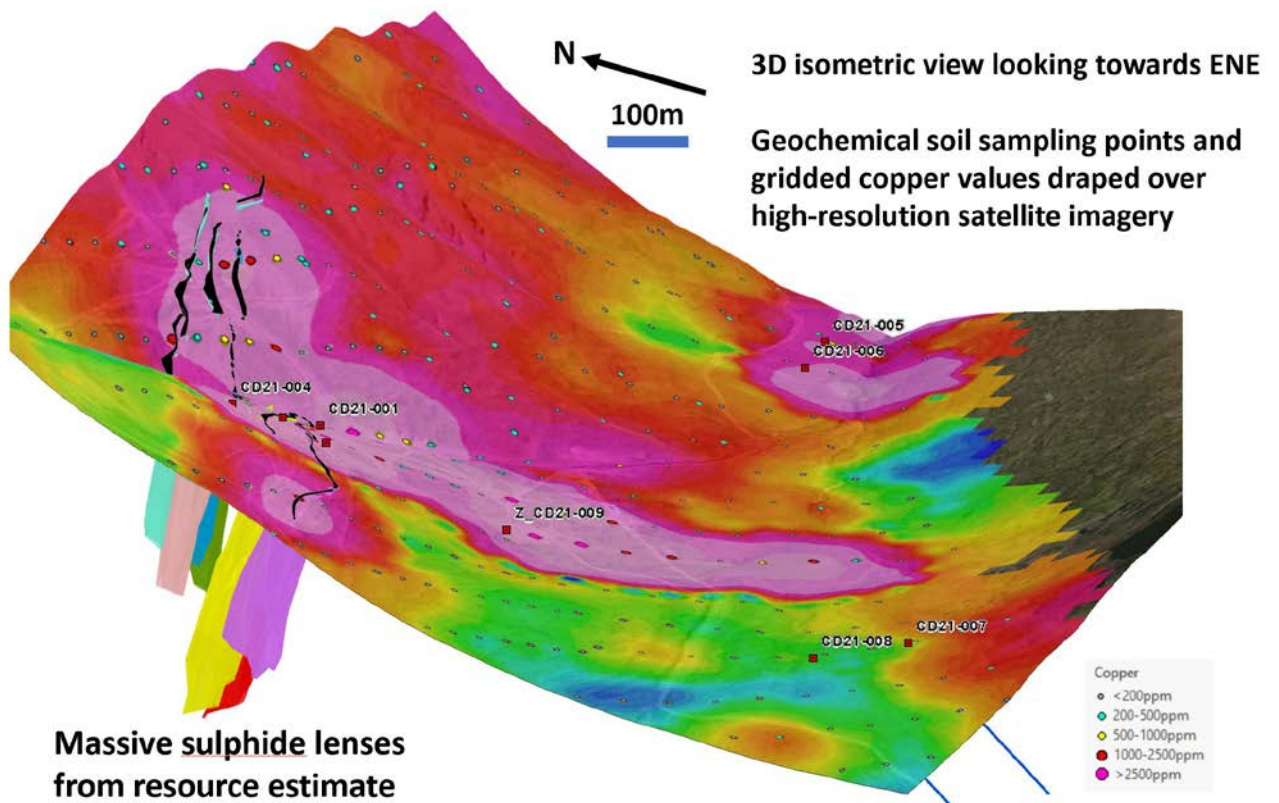 N
3D isometric view looking towards ENE
100m
Geochemical soil sampling points and
gridded copper values draped over
high-resolution satellite imagery
CD21-005
CD21-006
CD21-004
CD21-001
Z_CD21-009
CD21-007
CD21-008
Copper
<200ppm
200-500ppm
500-1000ppm
1000-2500ppm
>2500ppm
Massive sulphide lenses
from resource estimate